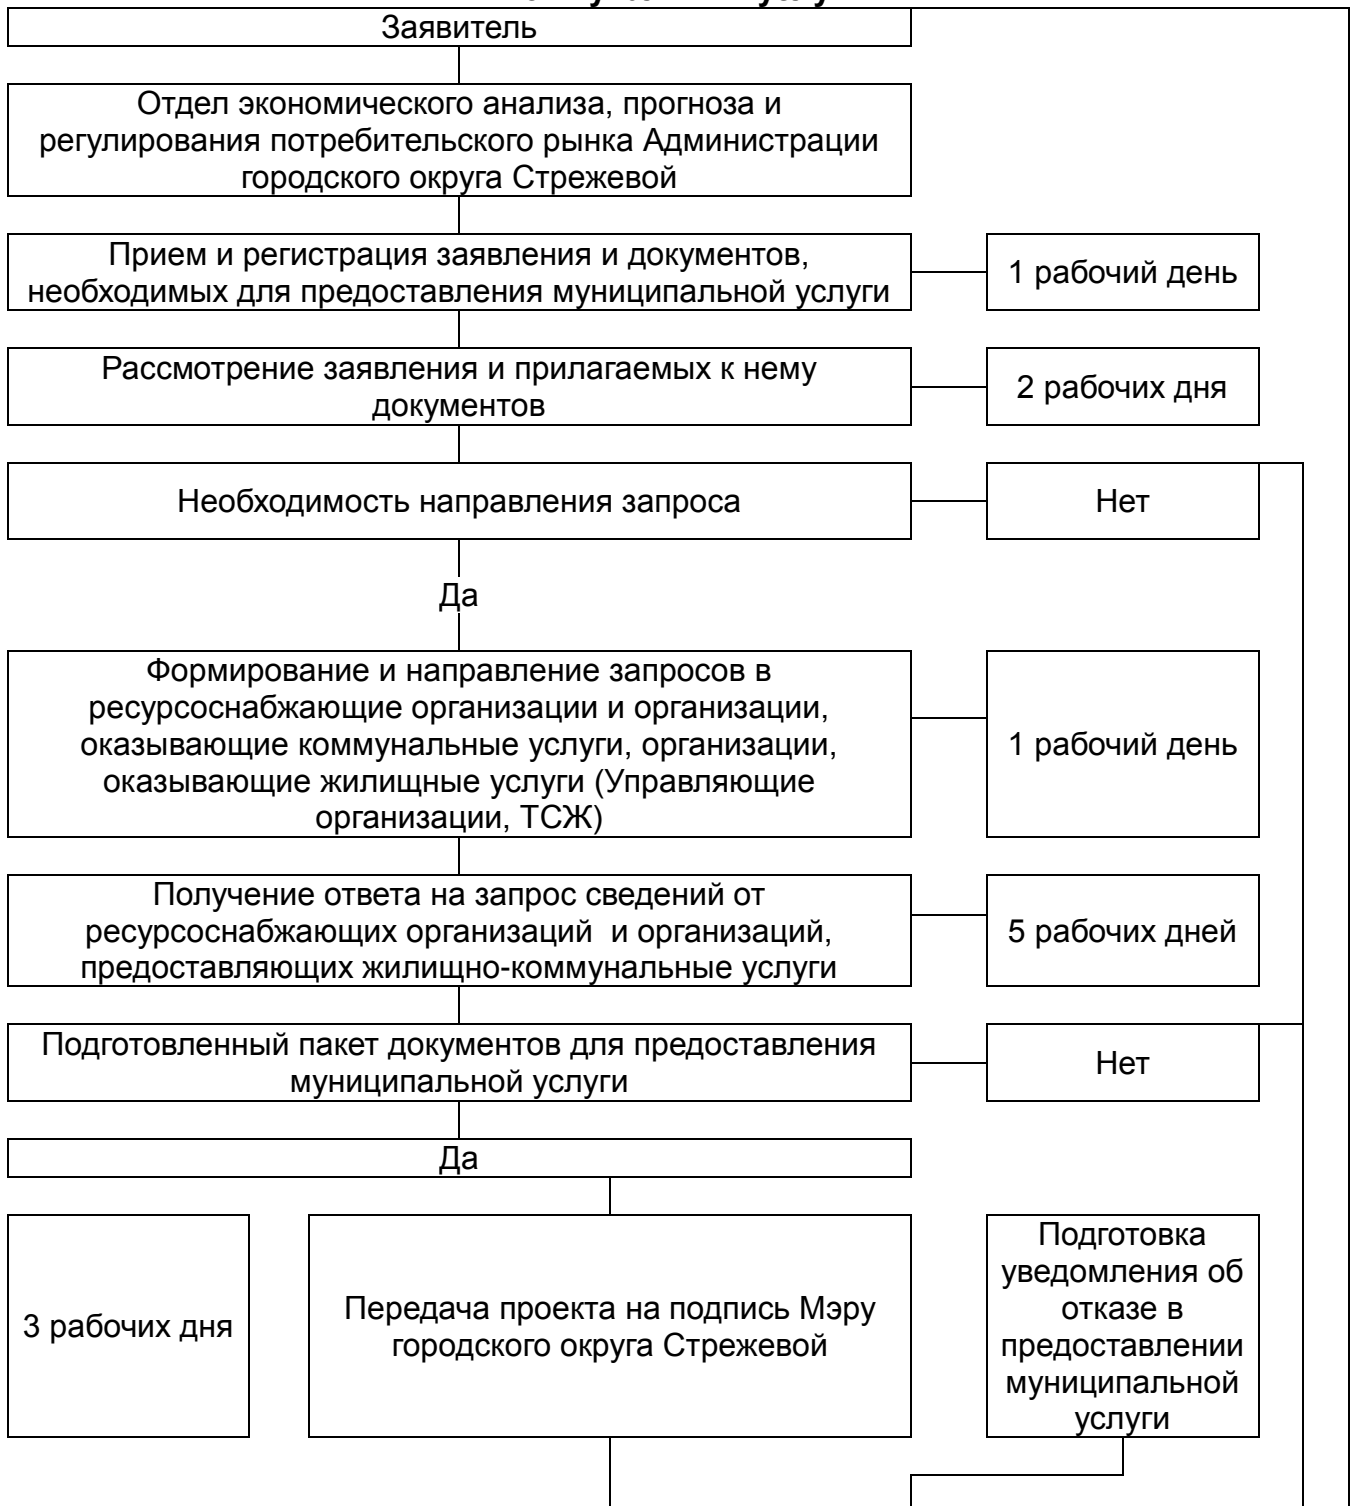 Заявитель
Отдел экономического анализа, прогноза и
регулирования потребительского рынка Администрации
городского округа Стрежевой
Прием и регистрация заявления и документов,
необходимых для предоставления муниципальной услуги
1 рабочий день
Рассмотрение заявления и прилагаемых к нему
документов
2 рабочих дня
Необходимость направления запроса
Нет
Да
Формирование и направление запросов в
ресурсоснабжающие организации и организации,
оказывающие коммунальные услуги, организации,
оказывающие жилищные услуги (Управляющие
организации, ТСЖ)
1 рабочий день
Получение ответа на запрос сведений от
ресурсоснабжающих организаций  и организаций,
предоставляющих жилищно-коммунальные услуги
5 рабочих дней
Подготовленный пакет документов для предоставления
муниципальной услуги
Нет
Да
3 рабочих дня
Передача проекта на подпись Мэру
городского округа Стрежевой
Подготовка
уведомления об
отказе в
предоставлении
муниципальной
услуги